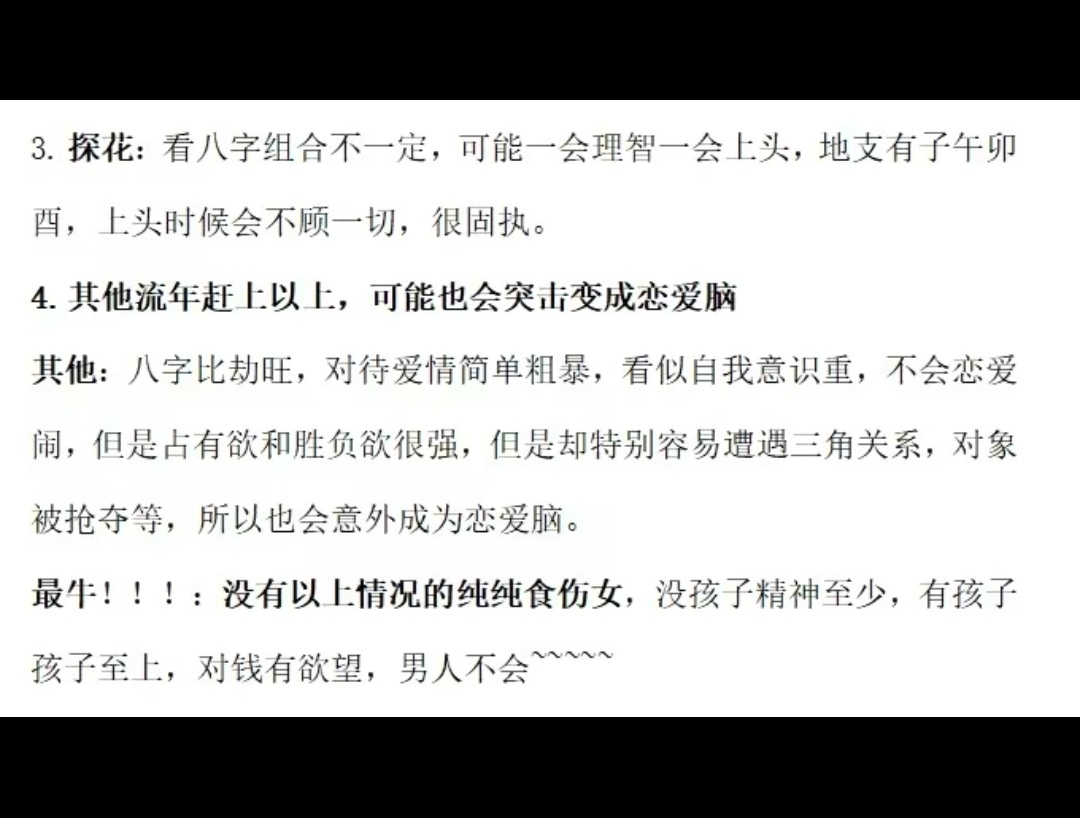 3. 探花：看八字组合不一定，可能一会理智一会上头，地支有子午卯
酉，上头时候会不顾一切，很固执。
4. 其他流年赶上以上，可能也会突击变成恋爱脑
其他：八字比劫旺，对待爱情简单粗暴，看似自我意识重，不会恋爱
闹，但是占有欲和胜负欲很强，但是却特别容易遭遇三角关系，对象
被抢夺等，所以也会意外成为恋爱脑。
最牛！！！：没有以上情况的纯纯食伤女，没孩子精神至少，有孩子
孩子至上，对钱有欲望，男人不会~~~~~